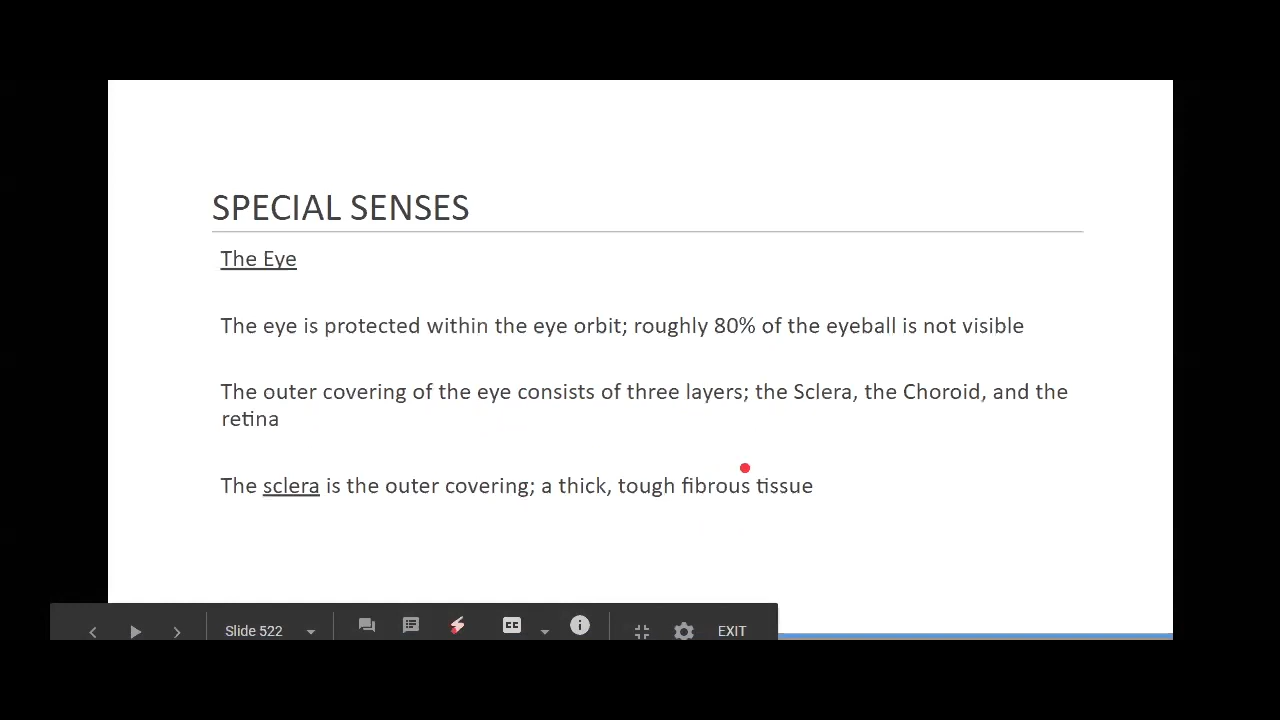 SPECIAL SENSES
The Eye
The eye is protected within the eye orbit; roughly 80% of the eyeball is not visible
The outer covering of the eye consists of three layers; the Sclera, the Choroid, and the
retina
The sclera is the outer covering; a thick, tough fibrous tissue
Slide 522
CC
EXIT